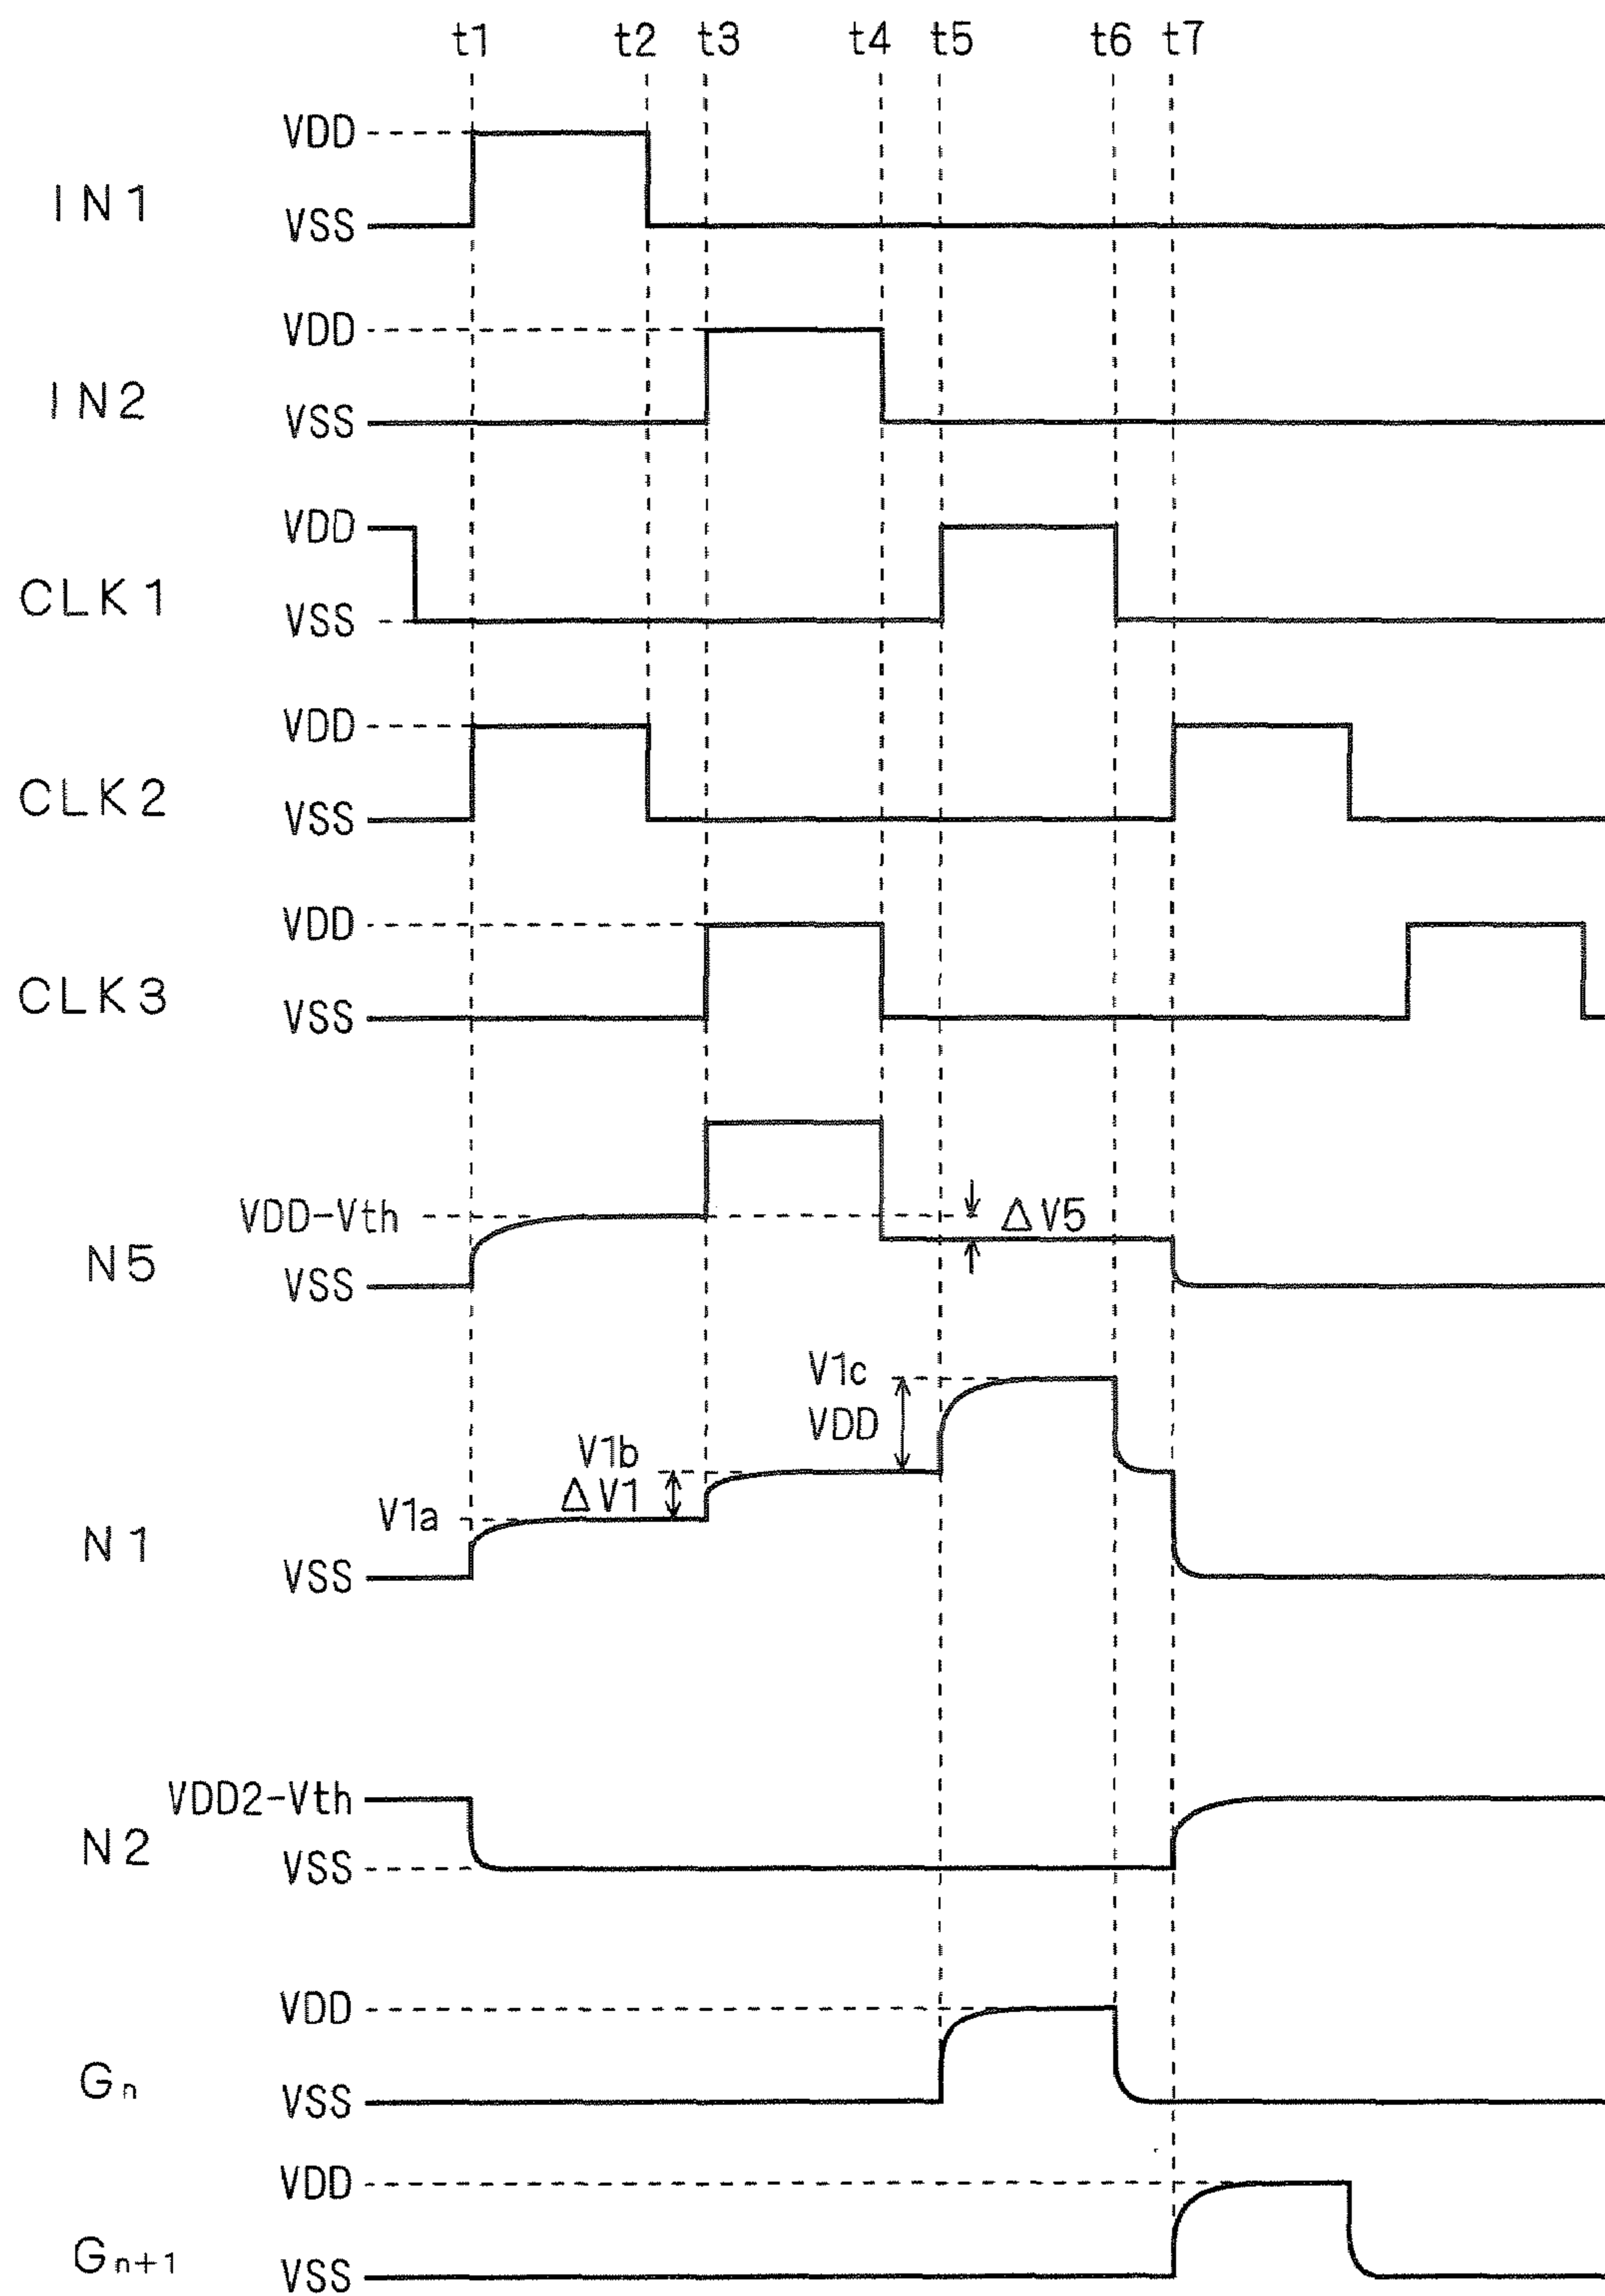 t1 t2 t3 t4 t5 t6 t7
VDD
IN1
VSS
VDD
IN2
VSS
VDD
CLK1
VSS
VDD
CLK2
VSS
VDD
CLK3
VSS
VDD-Vth
ΔV5
N5
VSS
V1c
VDD
V1b
ΔV1
V1a
N1
VSS
VDD2-Vth
N2
VSS
VDD
Gn
VSS
VDD
Gn+1
VSS